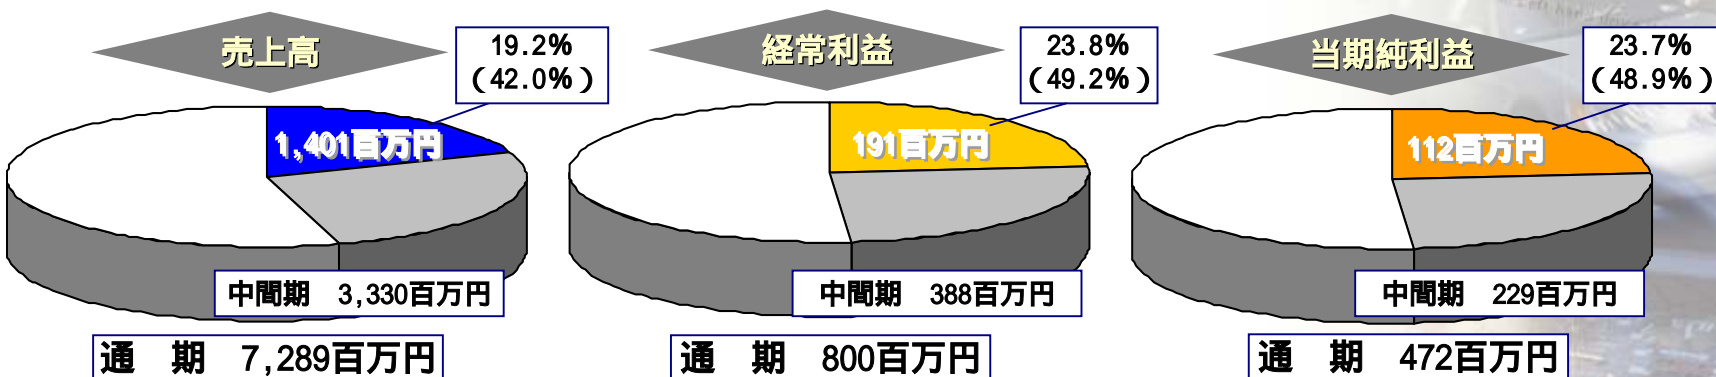 売上高
19.2%
(42.0%)
1,401百万円
中間期　3,330百万円
通　期　7,289百万円
経常利益
23.8%
(49.2%)
191百万円
中間期　388百万円
通　期　800百万円
当期純利益
23.7%
(48.9%)
112百万円
中間期　229百万円
通　期　472百万円